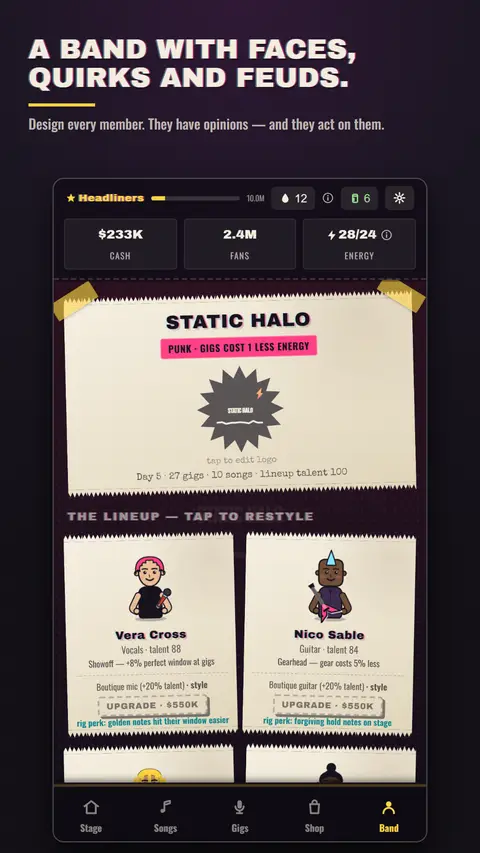 A BAND WITH FACES,
QUIRKS AND FEUDS.
Design every member. They have opinions — and they act on them.
Headliners 10.0M 12 6
$233K 2.4M 28/24
CASH FANS ENERGY
STATIC HALO
PUNK · GIGS COST 1 LESS ENERGY
STATIC HALO
tap to edit logo
Day 5 · 27 gigs · 10 songs · lineup talent 100
THE LINEUP — TAP TO RESTYLE
Vera Cross
Vocals · talent 88
Showoff — +8% perfect window at gigs
Boutique mic (+20% talent) · style
UPGRADE · $550K
rig perk: golden notes hit their window easier
Nico Sable
Guitar · talent 84
Gearhead — gear costs 5% less
Boutique guitar (+20% talent) · style
UPGRADE · $550K
rig perk: forgiving hold notes on stage
Stage Songs Gigs Shop Band